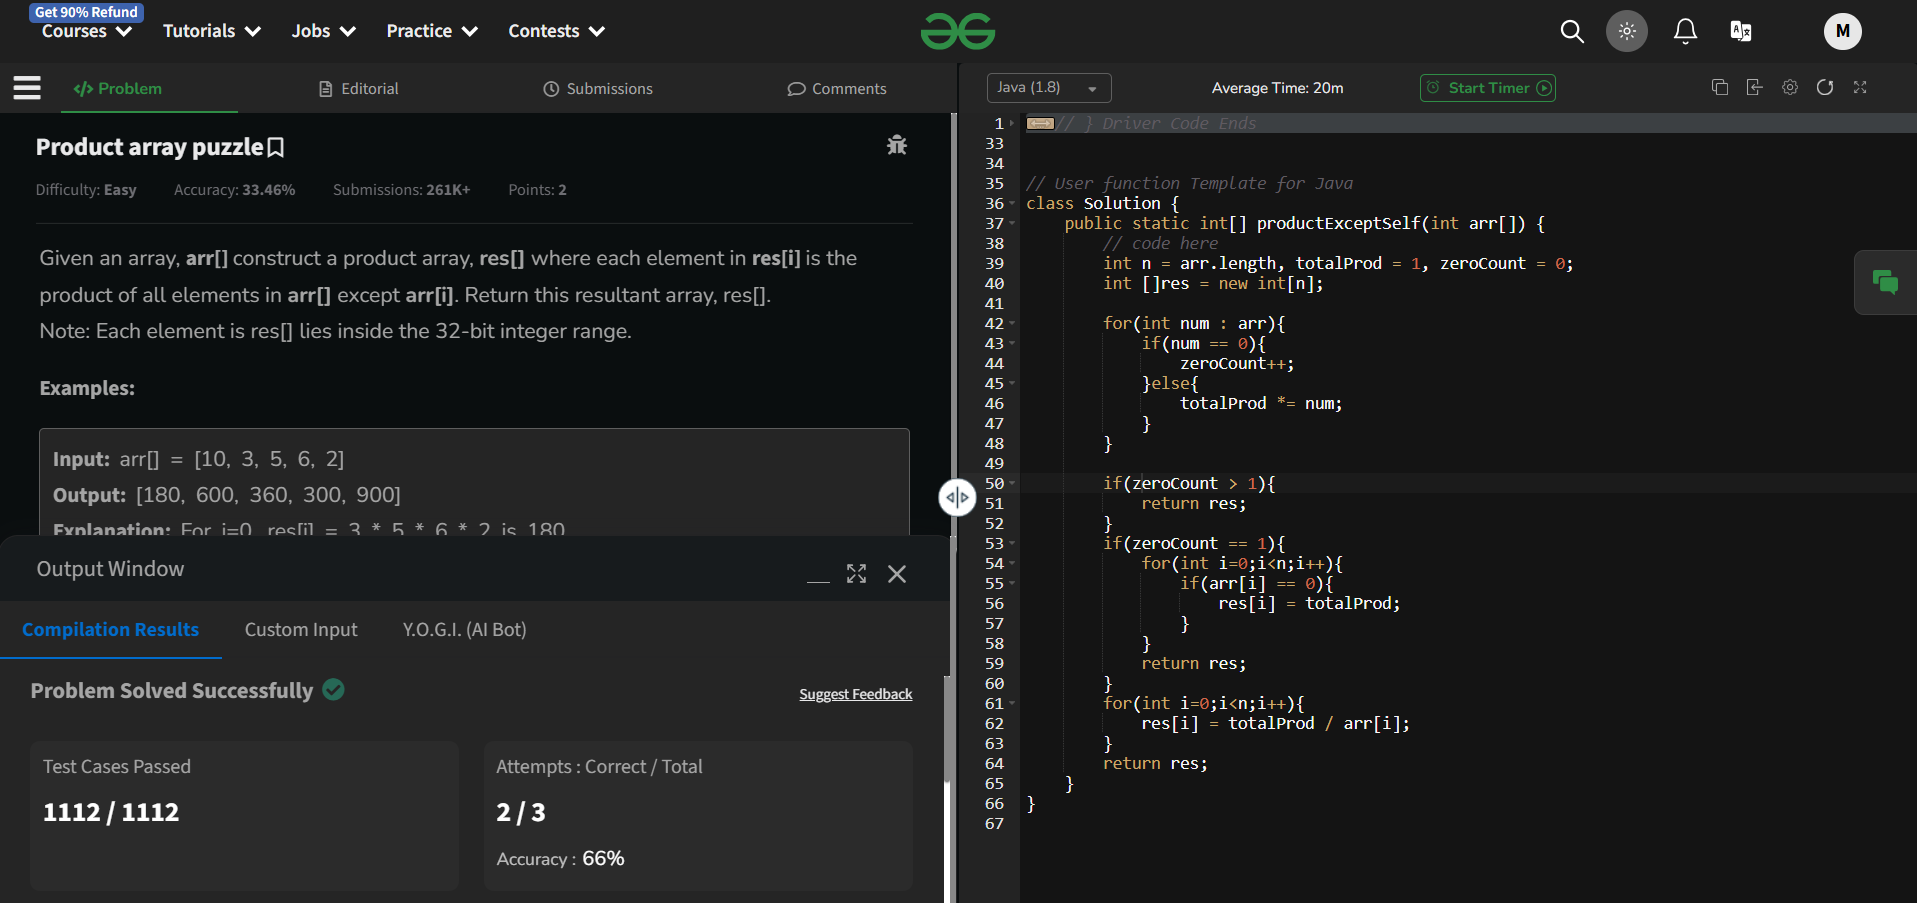 Get 90% Refund
Courses
Tutorials
Jobs
Practice
Contests
M
Problem
Editorial
Submissions
Comments
Product array puzzle
Difficulty: Easy Accuracy: 33.46% Submissions: 261K+ Points: 2
Given an array, arr[] construct a product array, res[] where each element in res[i] is the
product of all elements in arr[] except arr[i]. Return this resultant array, res[].
Note: Each element is res[] lies inside the 32-bit integer range.
Examples:
Input: arr[] = [10, 3, 5, 6, 2]
Output: [180, 600, 360, 300, 900]
Explanation: For i=0, res[i] = 3 * 5 * 6 * 2 is 180
Output Window
Compilation Results
Custom Input
Y.O.G.I. (AI Bot)
Problem Solved Successfully
Suggest Feedback
Test Cases Passed
1112 / 1112
Attempts : Correct / Total
2 / 3
Accuracy : 66%
Java (1.8)
Average Time: 20m
Start Timer
1 // } Driver Code Ends
33
34
35 // User function Template for Java
36 class Solution {
37 public static int[] productExceptSelf(int arr[]) {
38 // code here
39 int n = arr.length, totalProd = 1, zeroCount = 0;
40 int []res = new int[n];
41
42 for(int num : arr){
43 if(num == 0){
44 zeroCount++;
45 }else{
46 totalProd *= num;
47 }
48 }
49
50 if(zeroCount > 1){
51 return res;
52 }
53 if(zeroCount == 1){
54 for(int i=0;i<n;i++){
55 if(arr[i] == 0){
56 res[i] = totalProd;
57 }
58 }
59 return res;
60 }
61 for(int i=0;i<n;i++){
62 res[i] = totalProd / arr[i];
63 }
64 return res;
65 }
66 }
67